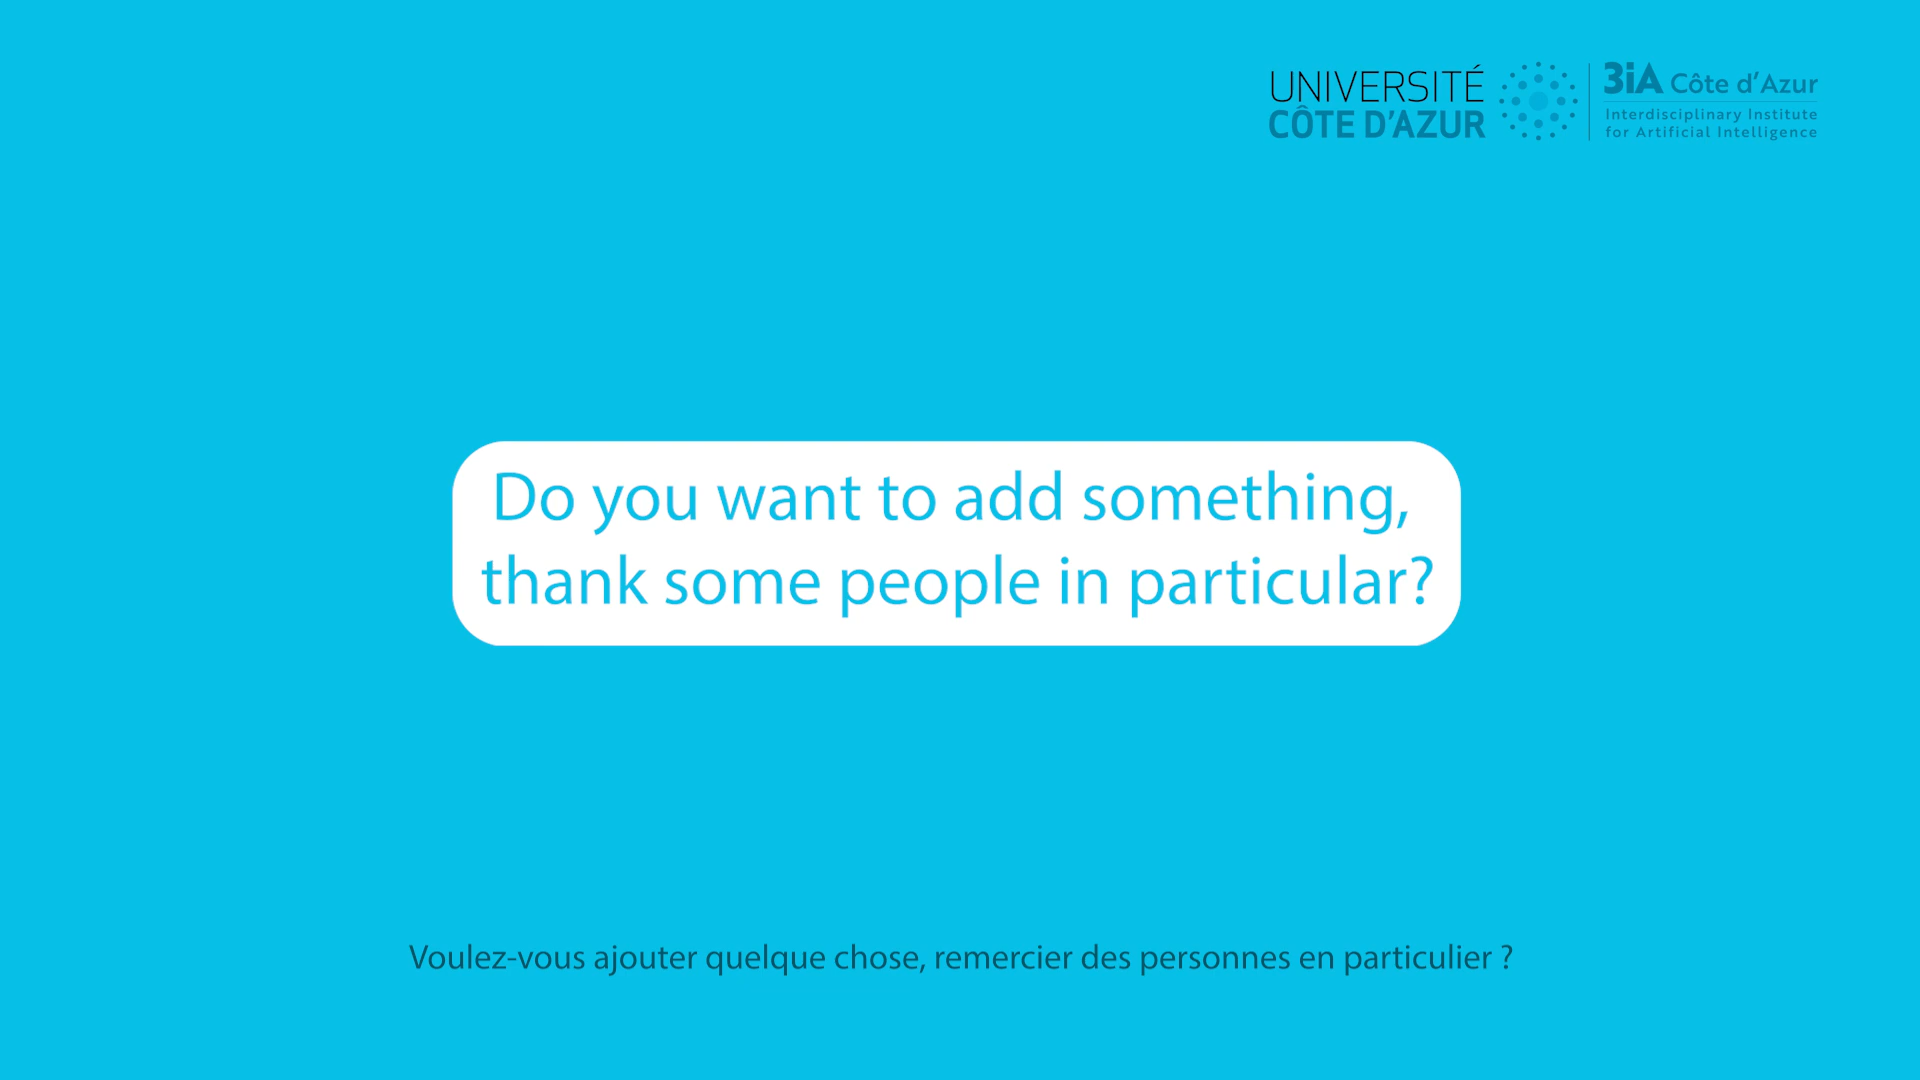 UNIVERSITÉ
CÔTE D'AZUR
3iA Côte d'Azur
Interdisciplinary Institute
for Artificial Intelligence
Do you want to add something,
thank some people in particular?
Voulez-vous ajouter quelque chose, remercier des personnes en particulier ?